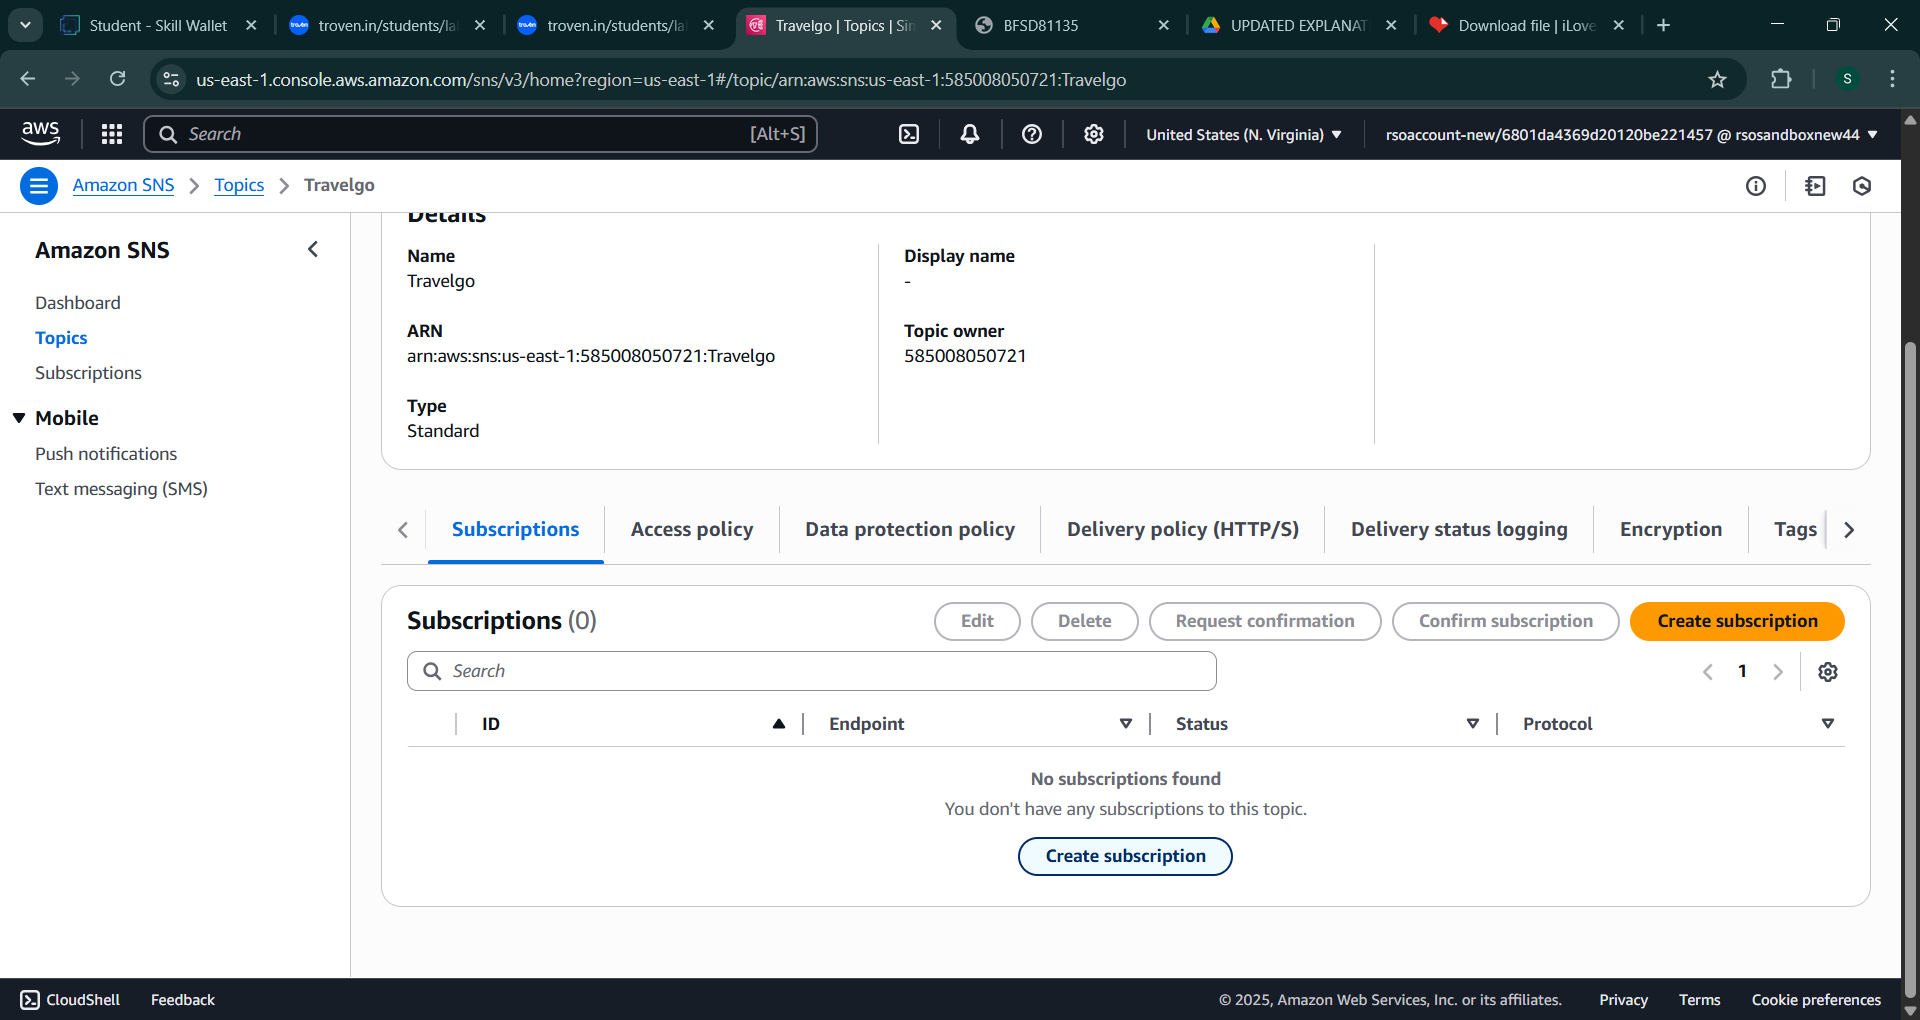 Student - Skill Wallet
troven.in/students/la
troven.in/students/la
Travelgo | Topics | Sim
BFSD81135
UPDATED EXPLANAT
Download file | iLove
us-east-1.console.aws.amazon.com/sns/v3/home?region=us-east-1#/topic/arn:aws:sns:us-east-1:585008050721:Travelgo
S
aws
Search
[Alt+S]
United States (N. Virginia)
rsoaccount-new/6801da4369d20120be221457 @ rsosandboxnew44
Amazon SNS
Topics
Travelgo
Amazon SNS
Dashboard
Topics
Subscriptions
Mobile
Push notifications
Text messaging (SMS)
Details
Name
Travelgo
Display name
-
ARN
arn:aws:sns:us-east-1:585008050721:Travelgo
Topic owner
585008050721
Type
Standard
Subscriptions
Access policy
Data protection policy
Delivery policy (HTTP/S)
Delivery status logging
Encryption
Tags
Subscriptions (0)
Edit
Delete
Request confirmation
Confirm subscription
Create subscription
Search
1
ID
Endpoint
Status
Protocol
No subscriptions found
You don't have any subscriptions to this topic.
Create subscription
CloudShell
Feedback
© 2025, Amazon Web Services, Inc. or its affiliates.
Privacy
Terms
Cookie preferences